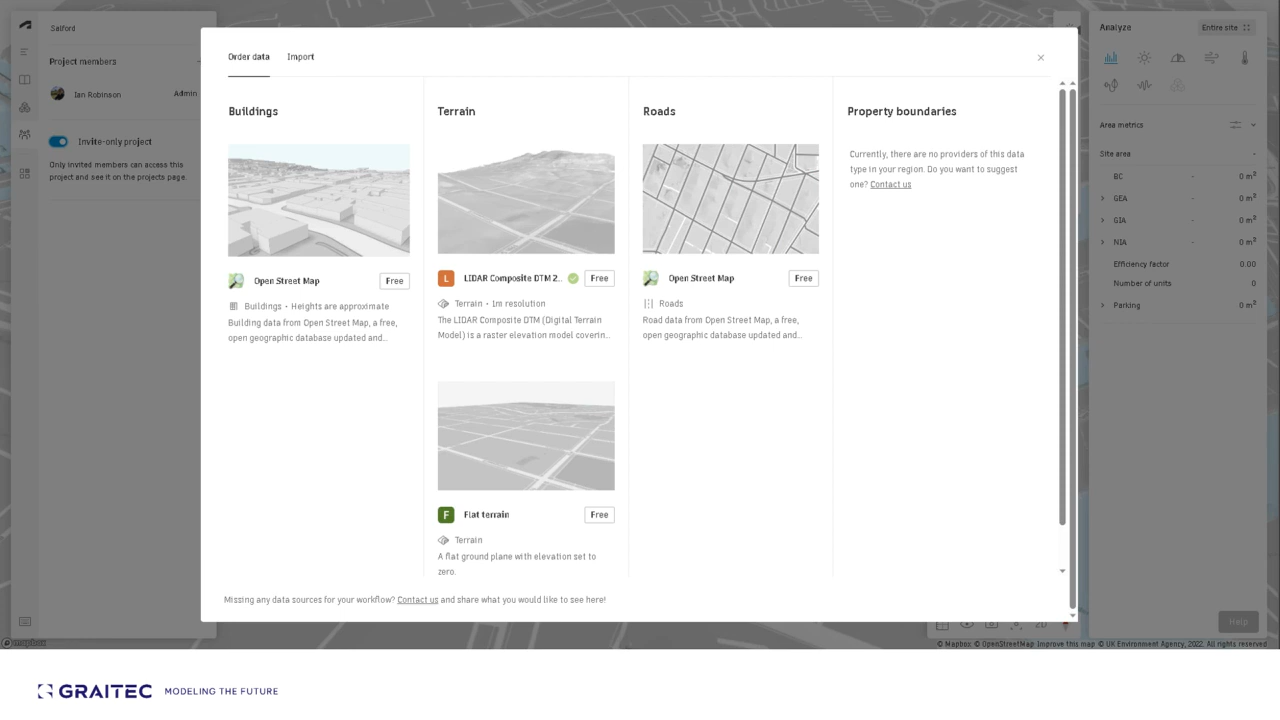 Salford
Project members
Ian Robinson
Admin
Invite-only project
Only invited members can access this
project and see it on the projects page.
Order data
Import
Buildings
Open Street Map
Free
Buildings • Heights are approximate
Building data from Open Street Map, a free,
open geographic database updated and...
Terrain
L
LIDAR Composite DTM 2...
Free
Terrain • 1m resolution
The LIDAR Composite DTM (Digital Terrain
Model) is a raster elevation model coverin...
F
Flat terrain
Free
Terrain
A flat ground plane with elevation set to
zero.
Roads
Open Street Map
Free
Roads
Road data from Open Street Map, a free,
open geographic database updated and...
Property boundaries
Currently, there are no providers of this data
type in your region. Do you want to suggest
one? Contact us
Missing any data sources for your workflow? Contact us and share what you would like to see here!
Analyze
Entire site
Area metrics
Site area -
BC - 0 m²
GEA - 0 m²
GIA - 0 m²
NIA - 0 m²
Efficiency factor 0.00
Number of units 0
Parking 0 m²
Help
2D
mapbox
© Mapbox © OpenStreetMap Improve this map © UK Environment Agency, 2022. All rights reserved
GRAITEC MODELING THE FUTURE